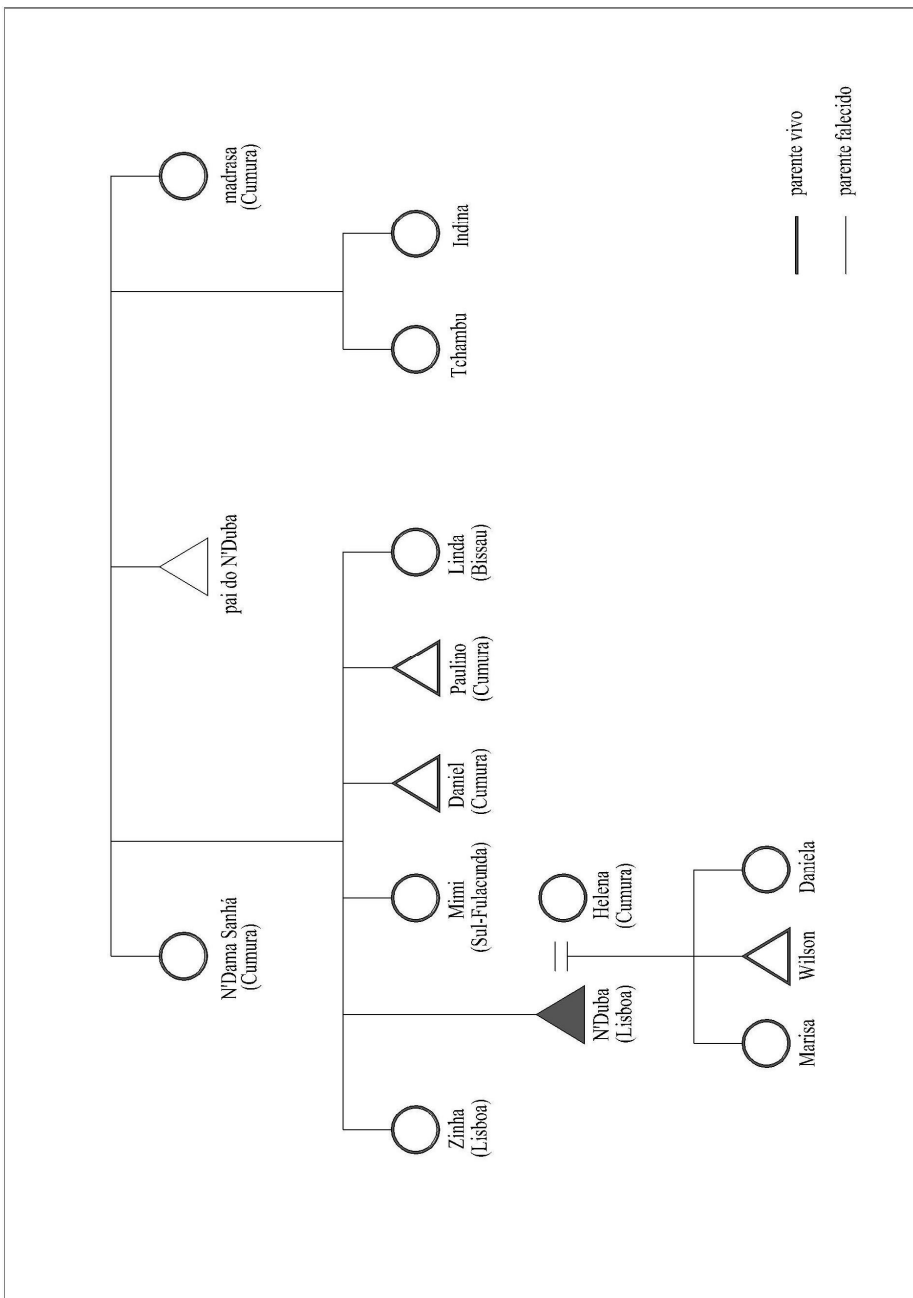 N'Dama Sanhá
(Cumura)
pai do N'Duba
madrasa
(Cumura)
Zinha
(Lisboa)
Mimi
(Sul-Fulacunda)
Daniel
(Cumura)
Paulino
(Cumura)
Linda
(Bissau)
Tchambu
Indina
N'Duba
(Lisboa)
Helena
(Cumura)
Marisa
Wilson
Daniela
parente vivo
parente falecido